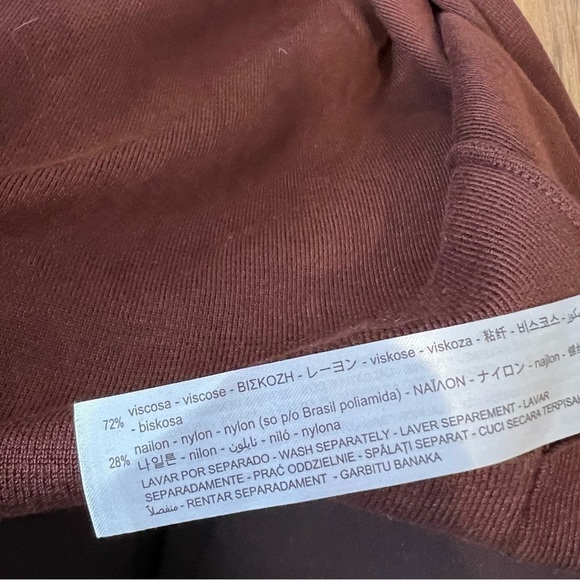 72% viscosa - viscose - ΒΙΣΚΟΖΗ - レーヨン - viskose - viskoza - 粘纤 - 비스코스 -
- biskosa
28% nailon - nylon - nylon (so p/o Brasil poliamida) - ΝΑΪΛΟΝ - ナイロン - najlon -
나일론 - nilon - نايلون - niló - nylona
LAVAR POR SEPARADO - WASH SEPARATELY - LAVER SEPAREMENT - LAVAR
SEPARADAMENTE - PRAĆ ODDZIELNIE - SPĂLAȚI SEPARAT - CUCI SECARA TERPISAH
منفصلاً - RENTAR SEPARADAMENT - GARBITU BANAKA